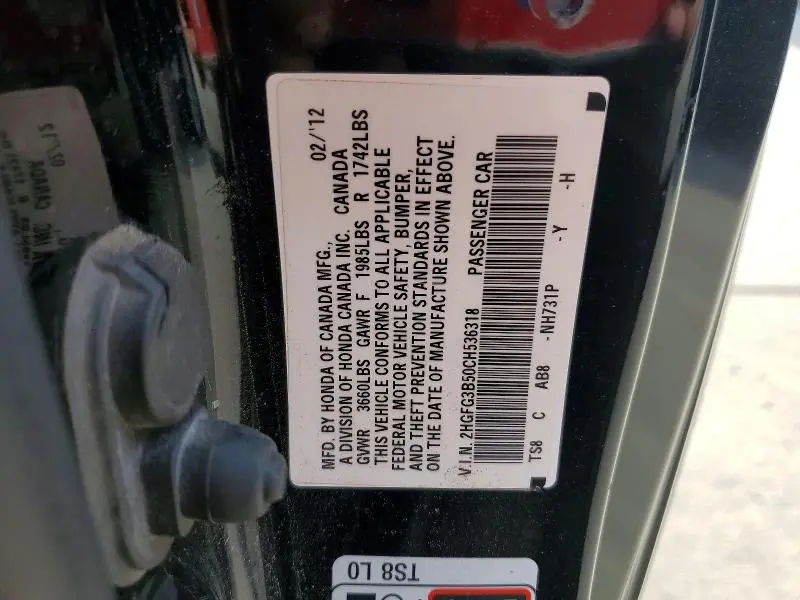 MFD. BY HONDA OF CANADA MFG., 02/'12
A DIVISION OF HONDA CANADA INC. CANADA
GVWR 3660LBS GAWR F 1985LBS R 1742LBS
THIS VEHICLE CONFORMS TO ALL APPLICABLE
FEDERAL MOTOR VEHICLE SAFETY, BUMPER,
AND THEFT PREVENTION STANDARDS IN EFFECT
ON THE DATE OF MANUFACTURE SHOWN ABOVE.
V.I.N. 2HGFG3B50CH536318 PASSENGER CAR
TS8 C AB8 -NH731P -Y -H
TS8 L0